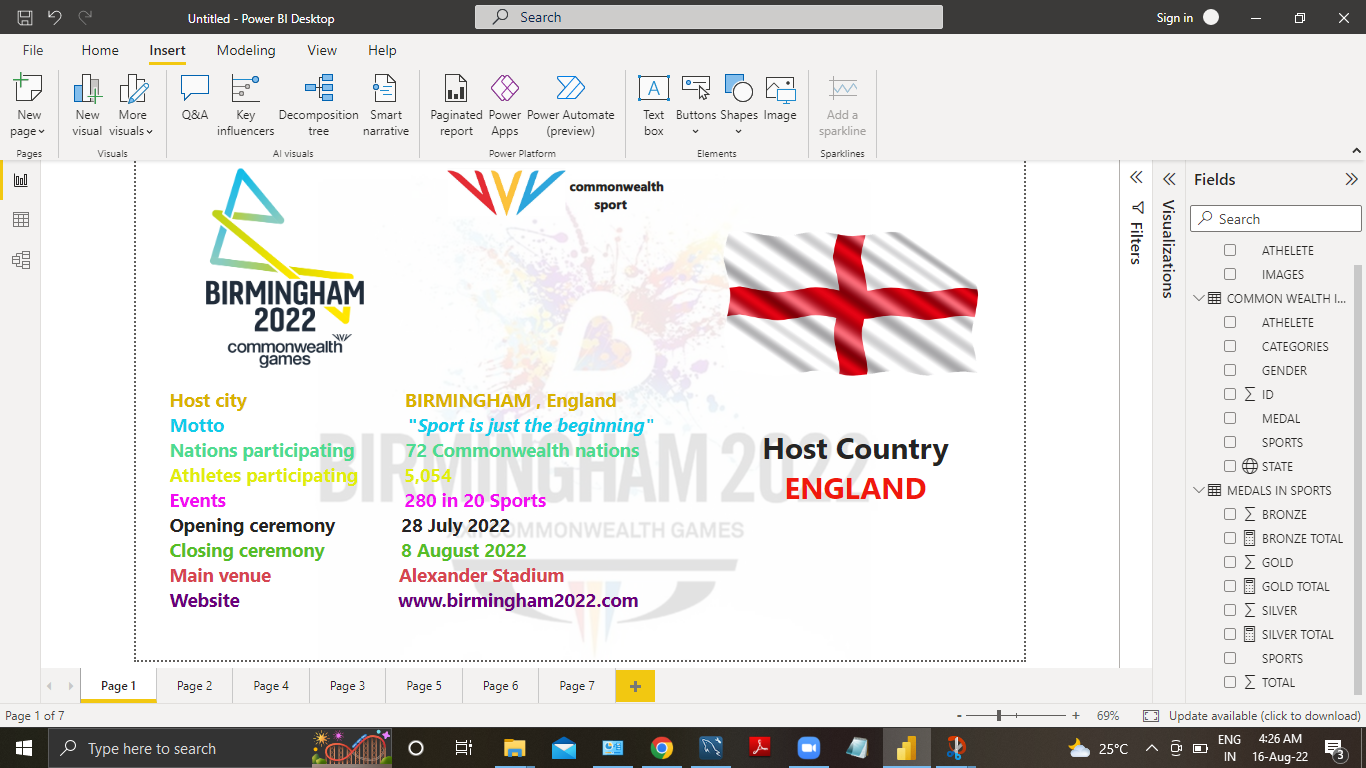 Untitled - Power BI Desktop
Search
Sign in
File Home Insert Modeling View Help
New page
New visual
More visuals
Q&A
Key influencers
Decomposition tree
Smart narrative
Paginated report
Power Apps
Power Automate (preview)
Text box
Buttons
Shapes
Image
Add a sparkline
Pages
Visuals
AI visuals
Power Platform
Elements
Sparklines
BIRMINGHAM
2022
commonwealth
games
commonwealth
sport
Host city BIRMINGHAM , England
Motto "Sport is just the beginning"
Nations participating 72 Commonwealth nations
Athletes participating 5,054
Events 280 in 20 Sports
Opening ceremony 28 July 2022
Closing ceremony 8 August 2022
Main venue Alexander Stadium
Website www.birmingham2022.com
BIRMINGHAM 2022
XXII COMMONWEALTH GAMES
Host Country
ENGLAND
Filters
Visualizations
Fields
Search
ATHELETE
IMAGES
COMMON WEALTH I...
ATHELETE
CATEGORIES
GENDER
ID
MEDAL
SPORTS
STATE
MEDALS IN SPORTS
BRONZE
BRONZE TOTAL
GOLD
GOLD TOTAL
SILVER
SILVER TOTAL
SPORTS
TOTAL
Page 1 Page 2 Page 4 Page 3 Page 5 Page 6 Page 7
Page 1 of 7
- + 69%
Update available (click to download)
Type here to search
25°C
ENG
IN
4:26 AM
16-Aug-22
3